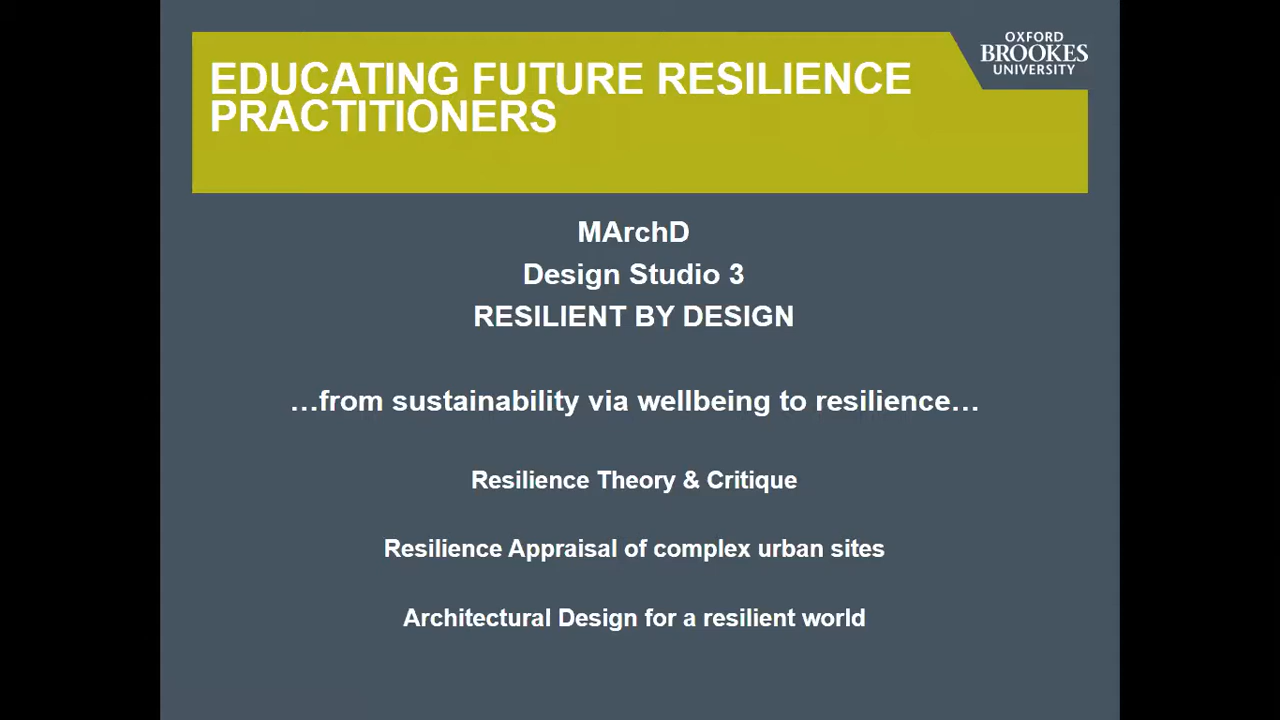 EDUCATING FUTURE RESILIENCE
PRACTITIONERS
OXFORD
BROOKES
UNIVERSITY
MArchD
Design Studio 3
RESILIENT BY DESIGN
…from sustainability via wellbeing to resilience…
Resilience Theory & Critique
Resilience Appraisal of complex urban sites
Architectural Design for a resilient world